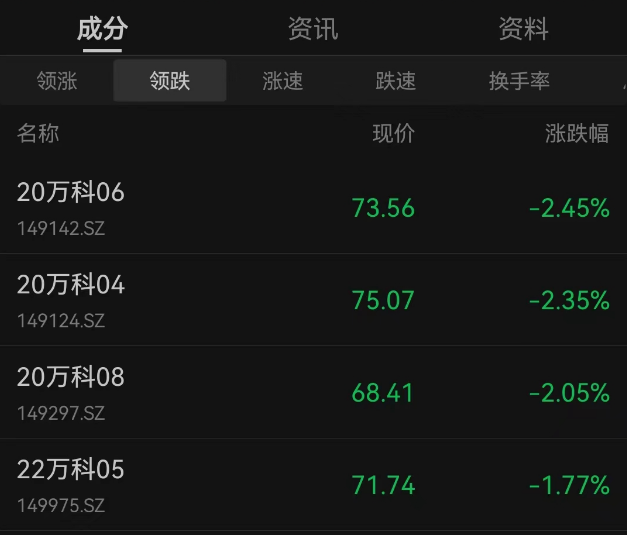 成分 资讯 资料
领涨 领跌 涨速 跌速 换手率
名称 现价 涨跌幅
20万科06 73.56 -2.45%
149142.SZ
20万科04 75.07 -2.35%
149124.SZ
20万科08 68.41 -2.05%
149297.SZ
22万科05 71.74 -1.77%
149975.SZ